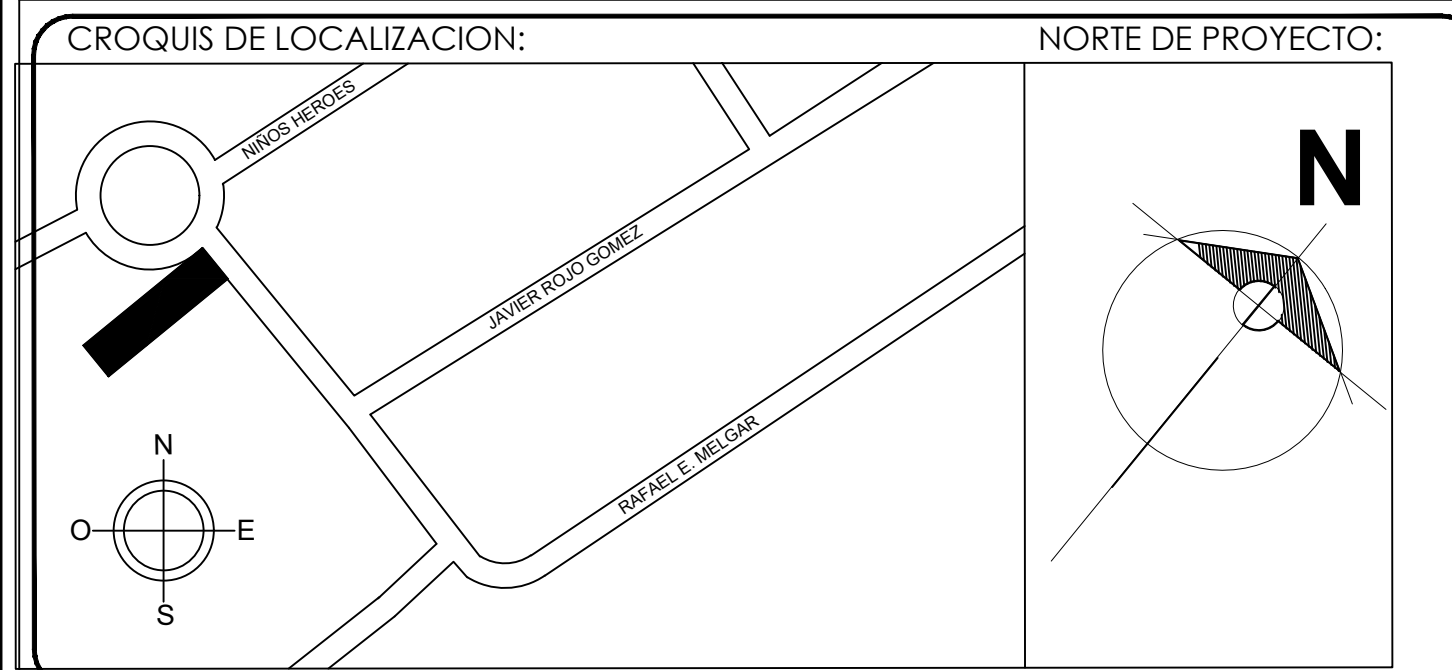 CROQUIS DE LOCALIZACION:
NORTE DE PROYECTO:
NIÑOS HEROES
N
JAVIER ROJO GOMEZ
RAFAEL E. MELGAR
N
O
E
S